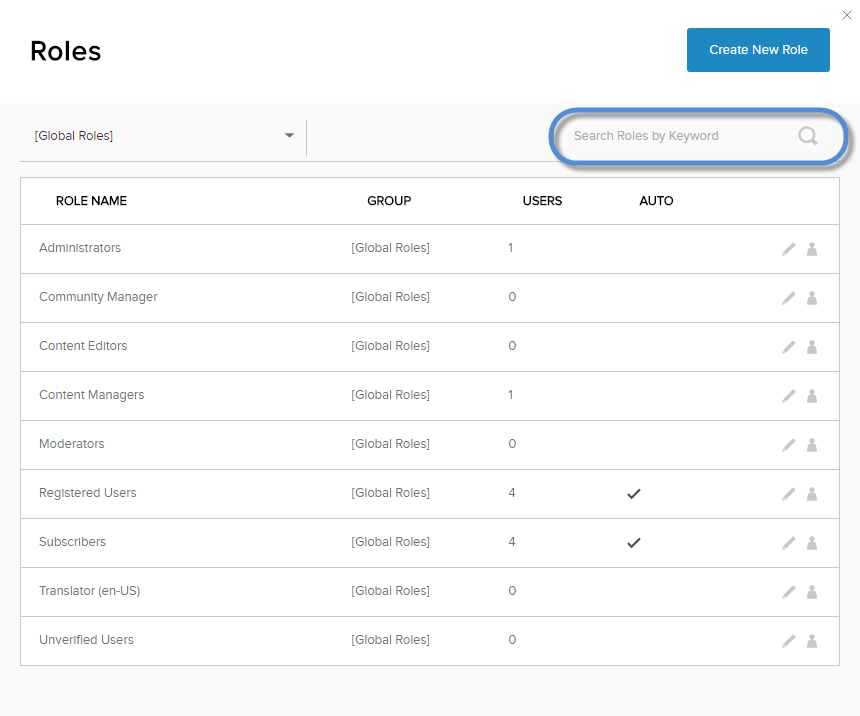 Roles
Create New Role
[Global Roles]
Search Roles by Keyword
ROLE NAME GROUP USERS AUTO
Administrators [Global Roles] 1
Community Manager [Global Roles] 0
Content Editors [Global Roles] 0
Content Managers [Global Roles] 1
Moderators [Global Roles] 0
Registered Users [Global Roles] 4
Subscribers [Global Roles] 4
Translator (en-US) [Global Roles] 0
Unverified Users [Global Roles] 0